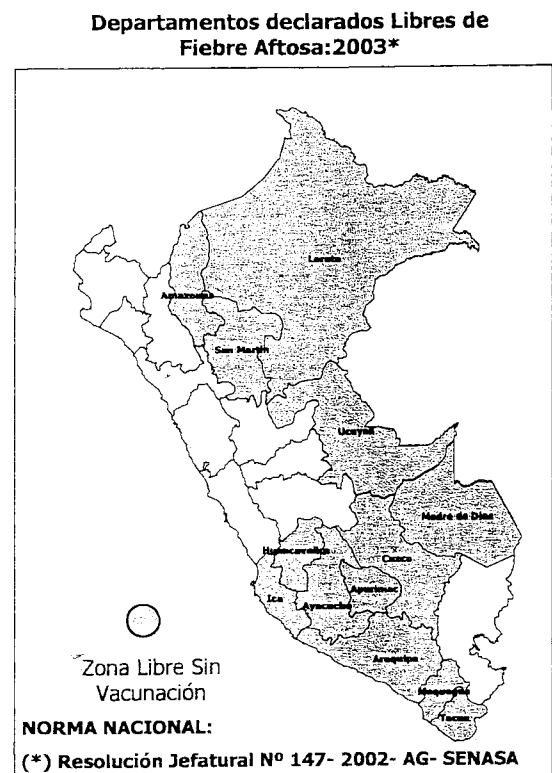 Departamentos declarados Libres de
Fiebre Aftosa:2003*
Loreto
Amazonas
San Martín
Ucayali
Madre de Dios
Huancavelica
Cusco
Ica
Apurimac
Ayacucho
Arequipa
Moquegua
Tacna
Zona Libre Sin
Vacunación
NORMA NACIONAL:
(*) Resolución Jefatural Nº 147- 2002- AG- SENASA